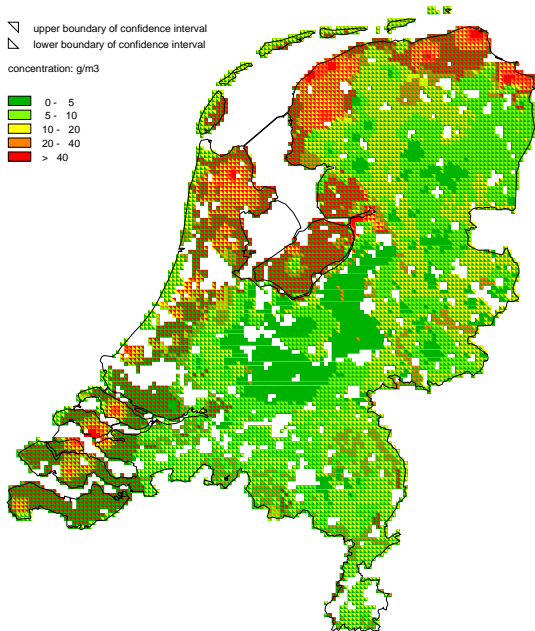 upper boundary of confidence interval
lower boundary of confidence interval
concentration: g/m3
0 - 5
5 - 10
10 - 20
20 - 40
> 40